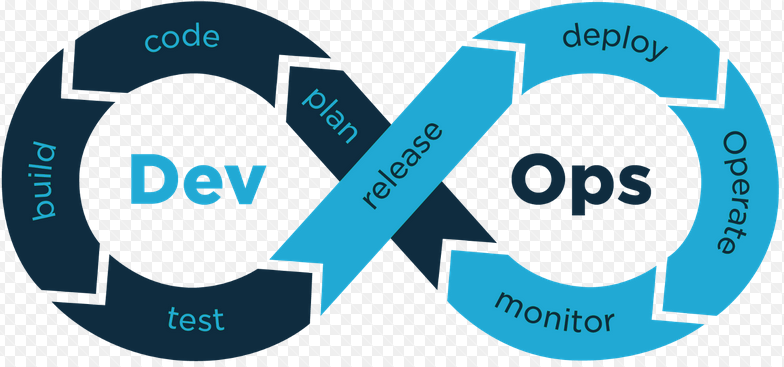 code
deploy
plan
release
build
Dev
Ops
Operate
test
monitor